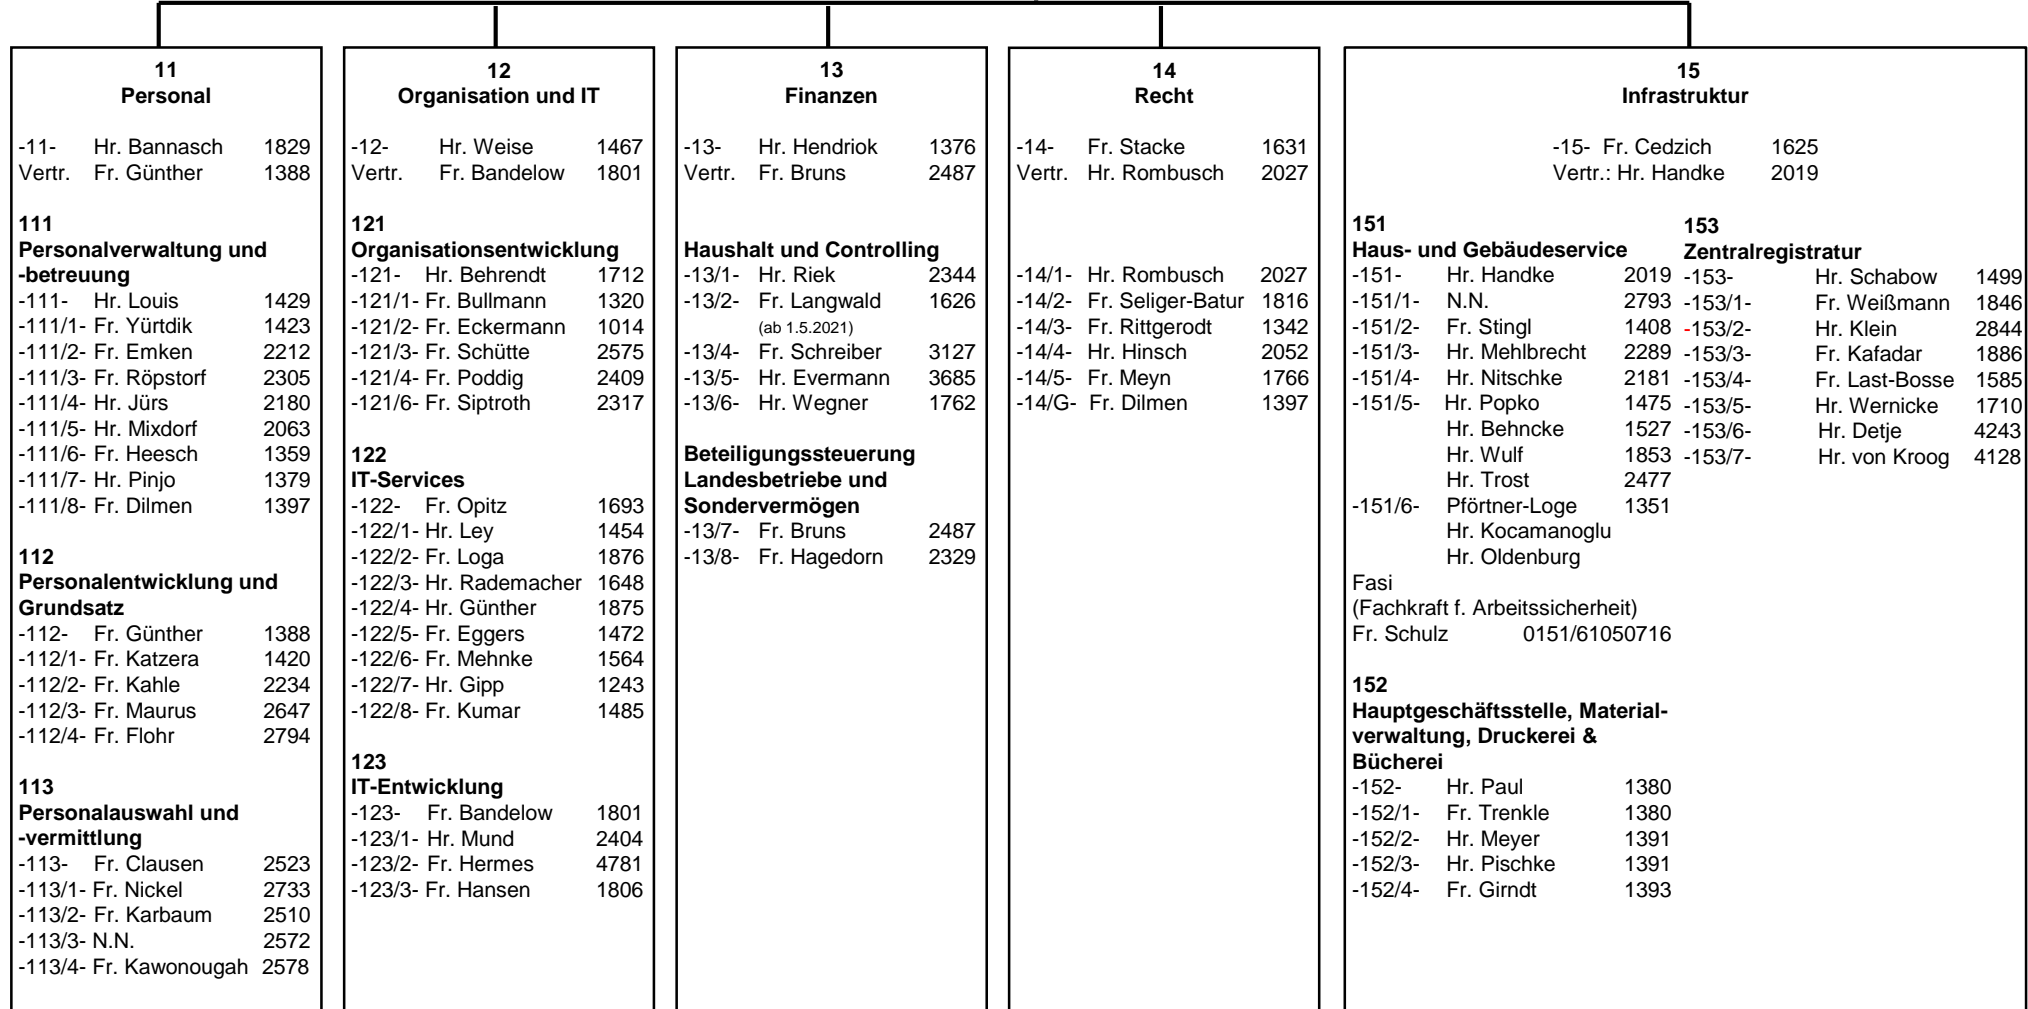 11
Personal
-11- Hr. Bannasch 1829
Vertr. Fr. Günther 1388
111
Personalverwaltung und
-betreuung
-111- Hr. Louis 1429
-111/1- Fr. Yürtdik 1423
-111/2- Fr. Emken 2212
-111/3- Fr. Röpstorf 2305
-111/4- Hr. Jürs 2180
-111/5- Hr. Mixdorf 2063
-111/6- Fr. Heesch 1359
-111/7- Hr. Pinjo 1379
-111/8- Fr. Dilmen 1397
112
Personalentwicklung und
Grundsatz
-112- Fr. Günther 1388
-112/1- Fr. Katzera 1420
-112/2- Fr. Kahle 2234
-112/3- Fr. Maurus 2647
-112/4- Fr. Flohr 2794
113
Personalauswahl und
-vermittlung
-113- Fr. Clausen 2523
-113/1- Fr. Nickel 2733
-113/2- Fr. Karbaum 2510
-113/3- N.N. 2572
-113/4- Fr. Kawonougah 2578
12
Organisation und IT
-12- Hr. Weise 1467
Vertr. Fr. Bandelow 1801
121
Organisationsentwicklung
-121- Hr. Behrendt 1712
-121/1- Fr. Bullmann 1320
-121/2- Fr. Eckermann 1014
-121/3- Fr. Schütte 2575
-121/4- Fr. Poddig 2409
-121/6- Fr. Siptroth 2317
122
IT-Services
-122- Fr. Opitz 1693
-122/1- Hr. Ley 1454
-122/2- Fr. Loga 1876
-122/3- Hr. Rademacher 1648
-122/4- Hr. Günther 1875
-122/5- Fr. Eggers 1472
-122/6- Fr. Mehnke 1564
-122/7- Hr. Gipp 1243
-122/8- Fr. Kumar 1485
123
IT-Entwicklung
-123- Fr. Bandelow 1801
-123/1- Hr. Mund 2404
-123/2- Fr. Hermes 4781
-123/3- Fr. Hansen 1806
13
Finanzen
-13- Hr. Hendriok 1376
Vertr. Fr. Bruns 2487
Haushalt und Controlling
-13/1- Hr. Riek 2344
-13/2- Fr. Langwald 1626
(ab 1.5.2021)
-13/4- Fr. Schreiber 3127
-13/5- Hr. Evermann 3685
-13/6- Hr. Wegner 1762
Beteiligungssteuerung
Landesbetriebe und
Sondervermögen
-13/7- Fr. Bruns 2487
-13/8- Fr. Hagedorn 2329
14
Recht
-14- Fr. Stacke 1631
Vertr. Hr. Rombusch 2027
-14/1- Hr. Rombusch 2027
-14/2- Fr. Seliger-Batur 1816
-14/3- Fr. Rittgerodt 1342
-14/4- Hr. Hinsch 2052
-14/5- Fr. Meyn 1766
-14/G- Fr. Dilmen 1397
15
Infrastruktur
-15- Fr. Cedzich 1625
Vertr.: Hr. Handke 2019
151
Haus- und Gebäudeservice
-151- Hr. Handke 2019
-151/1- N.N. 2793
-151/2- Fr. Stingl 1408
-151/3- Hr. Mehlbrecht 2289
-151/4- Hr. Nitschke 2181
-151/5- Hr. Popko 1475
Hr. Behncke 1527
Hr. Wulf 1853
Hr. Trost 2477
-151/6- Pförtner-Loge 1351
Hr. Kocamanoglu
Hr. Oldenburg
Fasi
(Fachkraft f. Arbeitssicherheit)
Fr. Schulz 0151/61050716
152
Hauptgeschäftsstelle, Material-
verwaltung, Druckerei &
Bücherei
-152- Hr. Paul 1380
-152/1- Fr. Trenkle 1380
-152/2- Hr. Meyer 1391
-152/3- Hr. Pischke 1391
-152/4- Fr. Girndt 1393
153
Zentralregistratur
-153- Hr. Schabow 1499
-153/1- Fr. Weißmann 1846
-153/2- Hr. Klein 2844
-153/3- Fr. Kafadar 1886
-153/4- Fr. Last-Bosse 1585
-153/5- Hr. Wernicke 1710
-153/6- Hr. Detje 4243
-153/7- Hr. von Kroog 4128